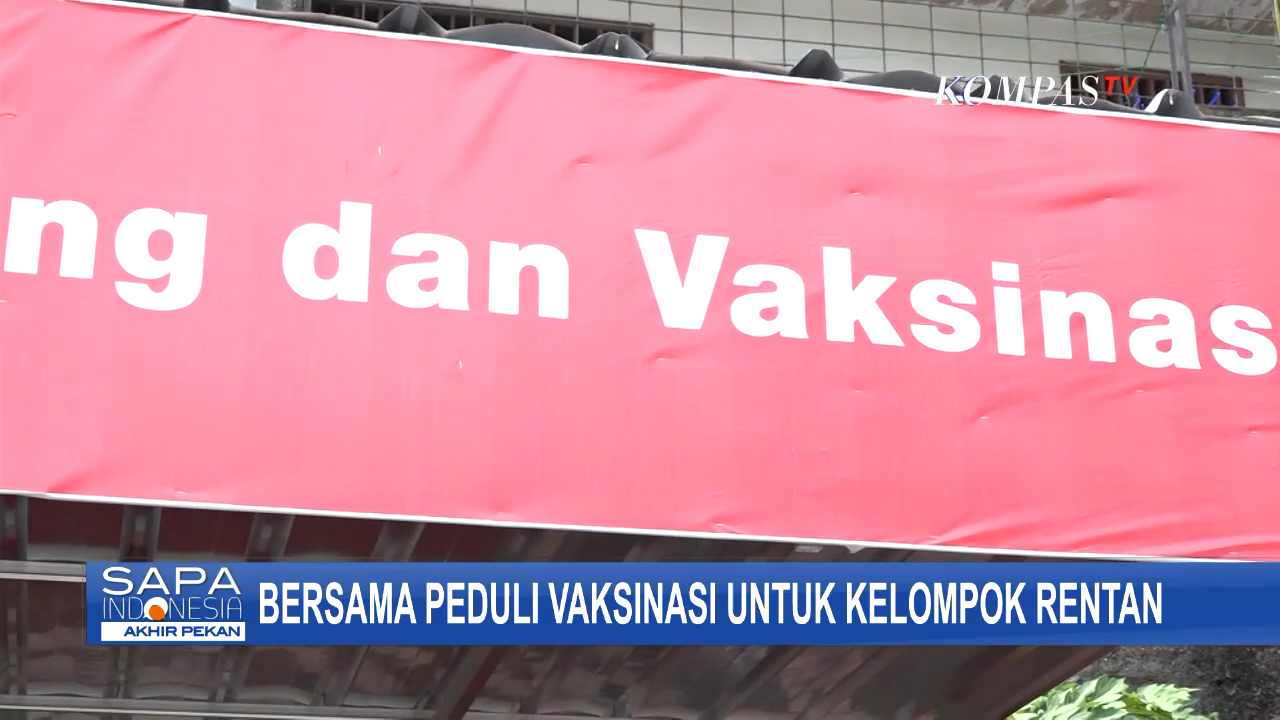 KOMPAS TV
ng dan Vaksinas
SAPA
INDONESIA
AKHIR PEKAN
BERSAMA PEDULI VAKSINASI UNTUK KELOMPOK RENTAN